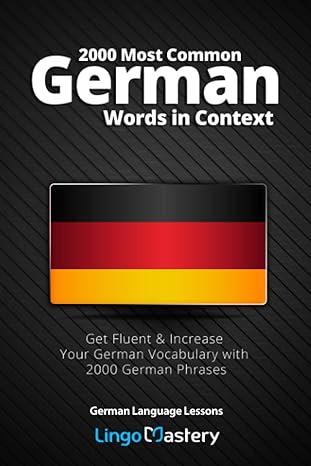 2000 Most Common
German
Words in Context
Get Fluent & Increase
Your German Vocabulary with
2000 German Phrases
German Language Lessons
LingoMastery